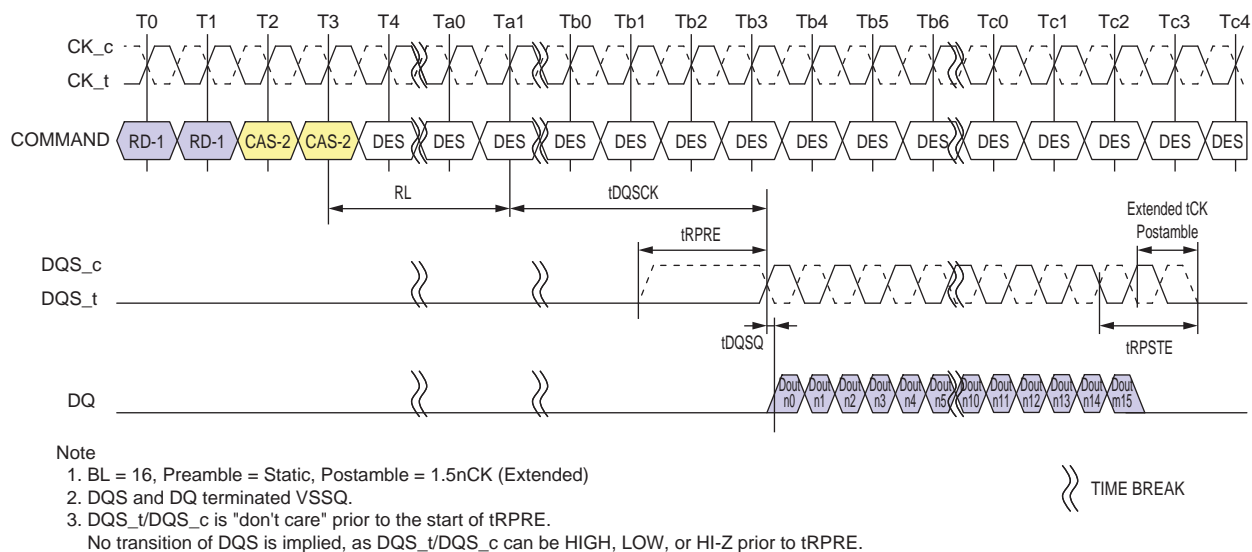 T0 T1 T2 T3 T4 Ta0 Ta1 Tb0 Tb1 Tb2 Tb3 Tb4 Tb5 Tb6 Tc0 Tc1 Tc2 Tc3 Tc4
CK_c
CK_t
COMMAND RD-1 RD-1 CAS-2 CAS-2 DES DES DES DES DES DES DES DES DES DES DES DES DES DES DES
RL tDQSCK
Extended tCK
Postamble
tRPRE
DQS_c
DQS_t
tDQSQ
tRPSTE
DQ
Dout n0 Dout n1 Dout n2 Dout n3 Dout n4 Dout n5 Dout n10 Dout n11 Dout n12 Dout n13 Dout n14 Dout m15
Note
1. BL = 16, Preamble = Static, Postamble = 1.5nCK (Extended)
2. DQS and DQ terminated VSSQ.
3. DQS_t/DQS_c is "don't care" prior to the start of tRPRE.
No transition of DQS is implied, as DQS_t/DQS_c can be HIGH, LOW, or HI-Z prior to tRPRE.
TIME BREAK